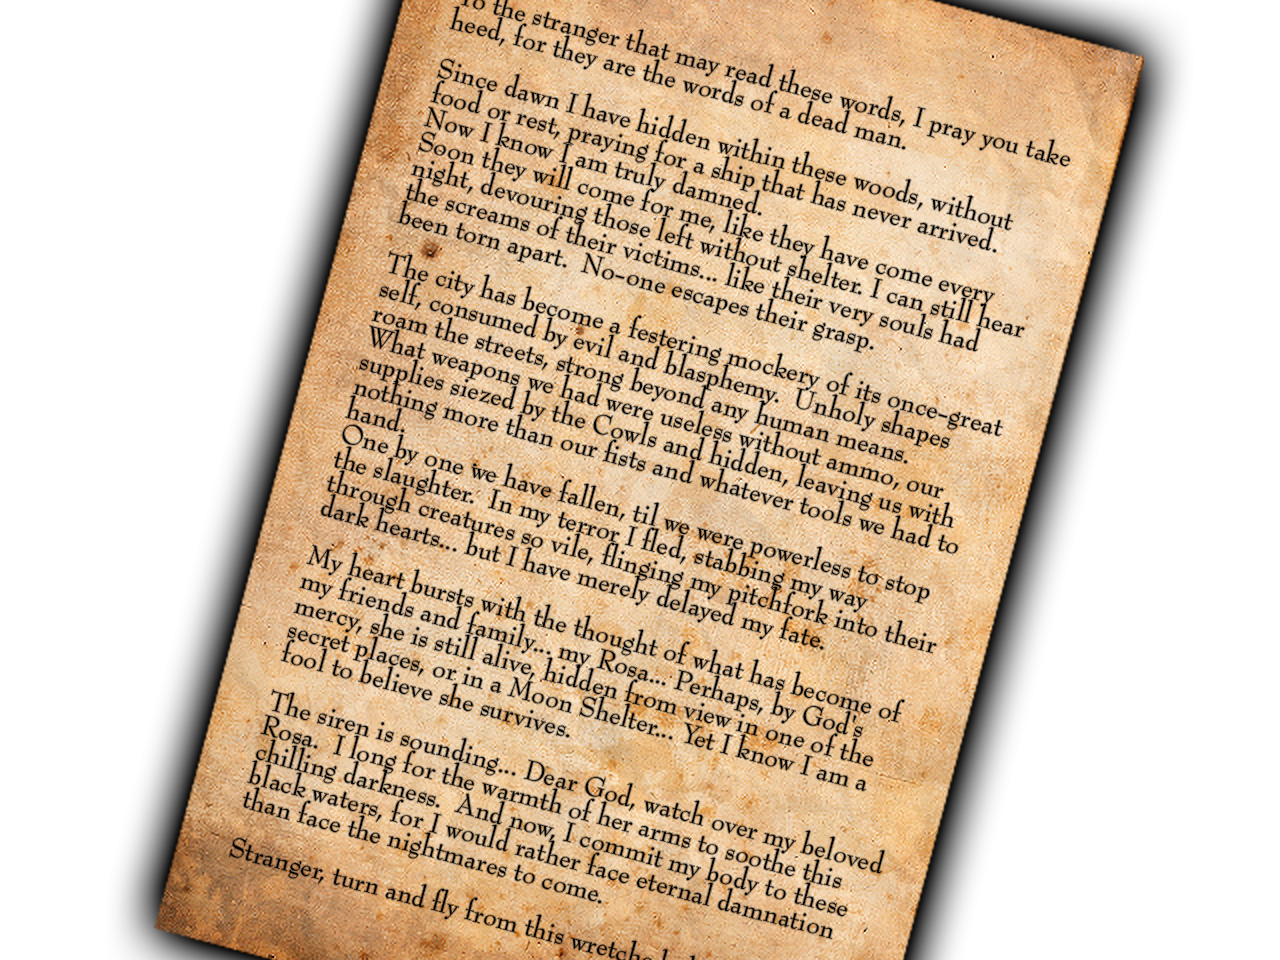 To the stranger that may read these words, I pray you take
heed, for they are the words of a dead man.
Since dawn I have hidden within these woods, without
food or rest, praying for a ship that has never arrived.
Now I know I am truly damned.
Soon they will come for me, like they have come every
night, devouring those left without shelter. I can still hear
the screams of their victims... like their very souls had
been torn apart. No-one escapes their grasp.
The city has become a festering mockery of its once-great
self, consumed by evil and blasphemy. Unholy shapes
roam the streets, strong beyond any human means.
What weapons we had were useless without ammo, our
supplies siezed by the Cowls and hidden, leaving us with
nothing more than our fists and whatever tools we had to
hand.
One by one we have fallen, til we were powerless to stop
the slaughter. In my terror I fled, stabbing my way
through creatures so vile, flinging my pitchfork into their
dark hearts... but I have merely delayed my fate.
My heart bursts with the thought of what has become of
my friends and family... my Rosa... Perhaps, by God's
mercy, she is still alive, hidden from view in one of the
secret places, or in a Moon Shelter... Yet I know I am a
fool to believe she survives.
The siren is sounding... Dear God, watch over my beloved
Rosa. I long for the warmth of her arms to soothe this
chilling darkness. And now, I commit my body to these
black waters, for I would rather face eternal damnation
than face the nightmares to come.
Stranger, turn and fly from this